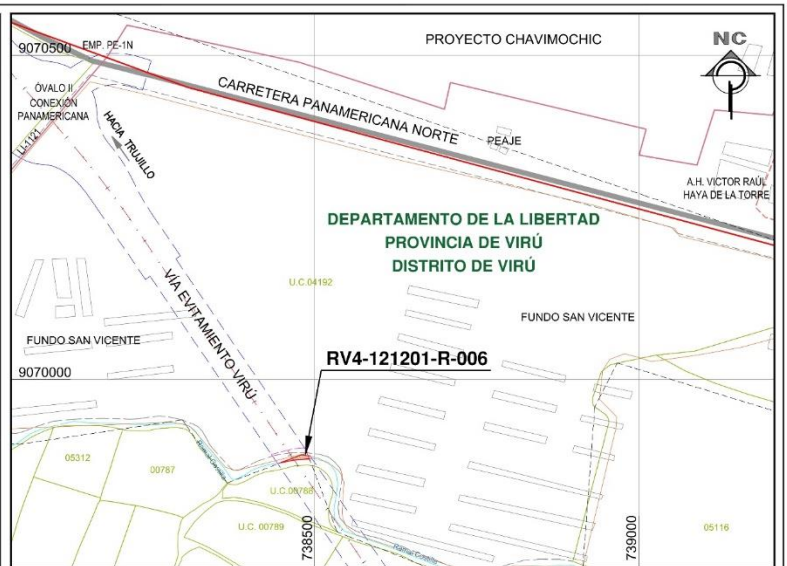 PROYECTO CHAVIMOCHIC
NC
9070500
EMP. PE-1N
CARRETERA PANAMERICANA NORTE
PEAJE
ÓVALO II
CONEXIÓN
PANAMERICANA
LI-1121
HACIA TRUJILLO
A.H. VICTOR RAÚL
HAYA DE LA TORRE
DEPARTAMENTO DE LA LIBERTAD
PROVINCIA DE VIRÚ
DISTRITO DE VIRÚ
U.C.04192
VÍA EVITAMIENTO VIRÚ
FUNDO SAN VICENTE
FUNDO SAN VICENTE
RV4-121201-R-006
9070000
05312
00787
U.C.00788
U.C. 00789
738500
739000
05116